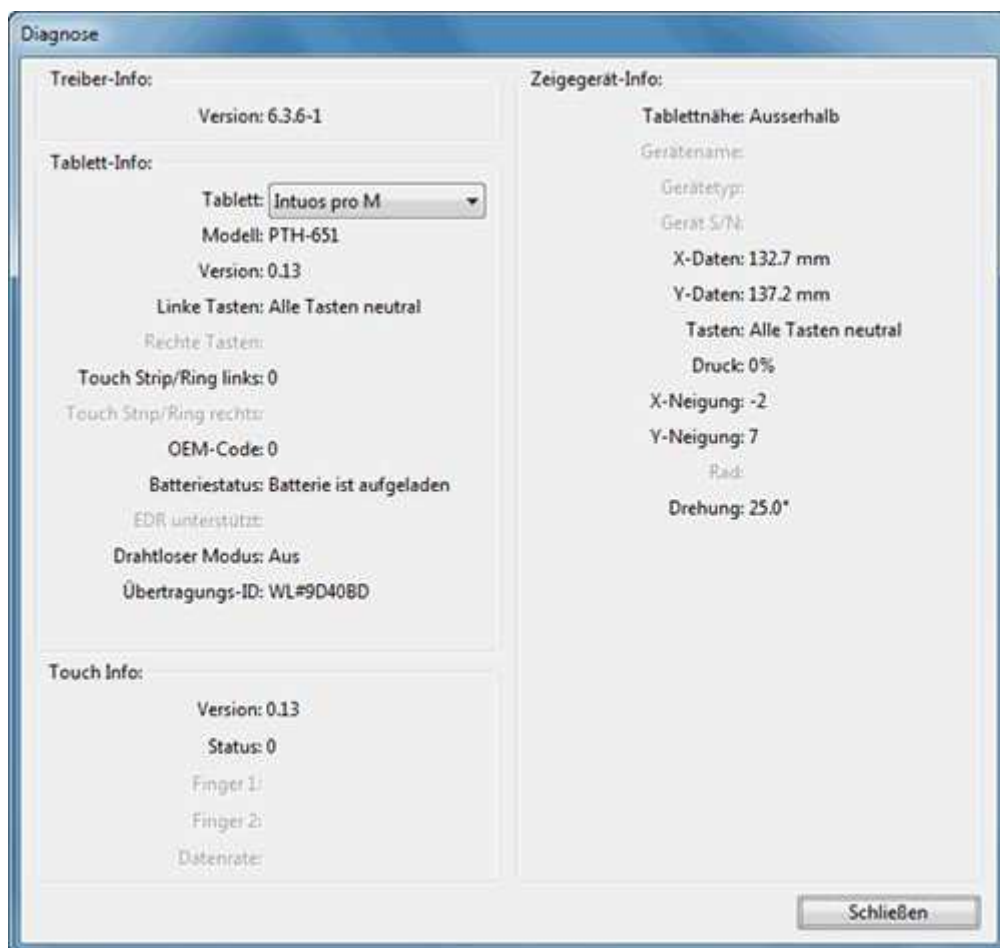 Diagnose
Treiber-Info:
Version: 6.3.6-1
Tablett-Info:
Tablett: Intuos pro M
Modell: PTH-651
Version: 0.13
Linke Tasten: Alle Tasten neutral
Rechte Tasten:
Touch Strip/Ring links: 0
Touch Strip/Ring rechts:
OEM-Code: 0
Batteriestatus: Batterie ist aufgeladen
EDR unterstützt:
Drahtloser Modus: Aus
Übertragungs-ID: WL#9D40BD
Touch Info:
Version: 0.13
Status: 0
Finger 1:
Finger 2:
Datenrate:
Zeigegerät-Info:
Tablettnähe: Ausserhalb
Gerätename:
Gerätetyp:
Gerät S/N:
X-Daten: 132.7 mm
Y-Daten: 137.2 mm
Tasten: Alle Tasten neutral
Druck: 0%
X-Neigung: -2
Y-Neigung: 7
Rad:
Drehung: 25.0°
Schließen